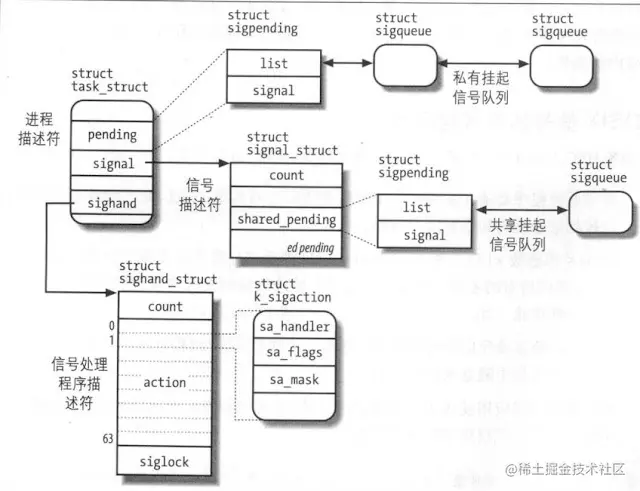 struct
sigpending
list
signal
struct
sigqueue
私有挂起
信号队列
struct
sigqueue
struct
task_struct
进程
描述符
pending
signal
sighand
信号
描述符
struct
signal_struct
count
shared_pending
ed pending
struct
sigpending
list
signal
共享挂起
信号队列
struct
sigqueue
struct
sighand_struct
count
0
1
信号处理
程序描
述符
action
63
siglock
struct
k_sigaction
sa_handler
sa_flags
sa_mask
@稀土掘金技术社区